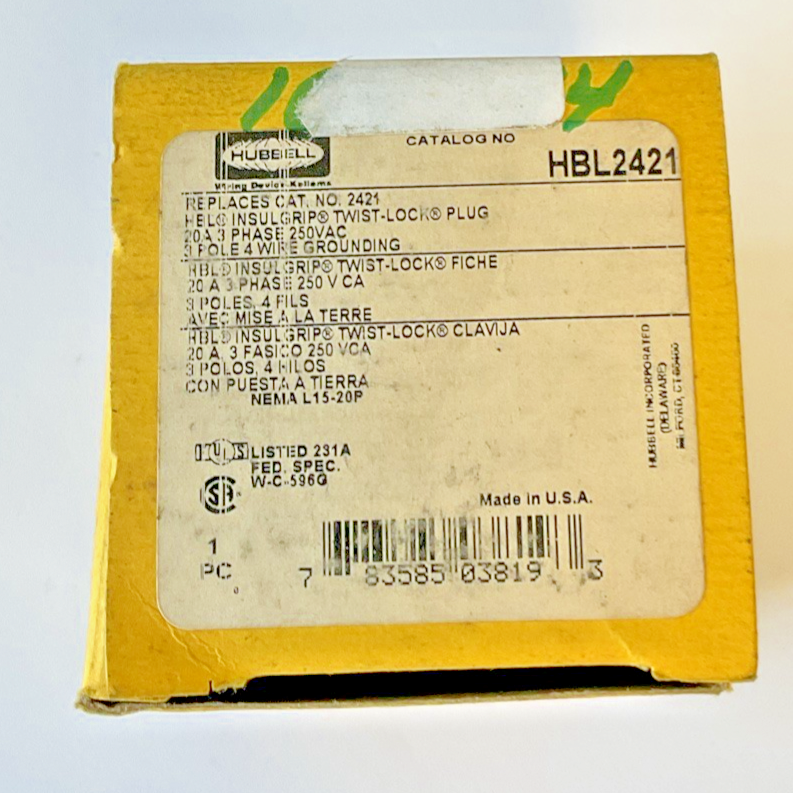 CATALOG NO
HUBBELL
HBL2421
Wiring Device-Kellems
REPLACES CAT. NO. 2421
HBL® INSULGRIP® TWIST-LOCK® PLUG
20 A 3 PHASE 250VAC
3 POLE 4 WIRE GROUNDING
HBL® INSULGRIP® TWIST-LOCK® FICHE
20 A 3 PHASE 250 V CA
3 POLES, 4 FILS
AVEC MISE A LA TERRE
HBL® INSULGRIP® TWIST-LOCK® CLAVIJA
20 A, 3 FASICO 250 VCA
3 POLOS, 4 HILOS
CON PUESTA A TIERRA
NEMA L15-20P
HUBBELL INCORPORATED
(DELAWARE)
LISTED 231A
FED. SPEC.
W-C-596G
Made in U.S.A.
1
PC
7 83585 03819 3